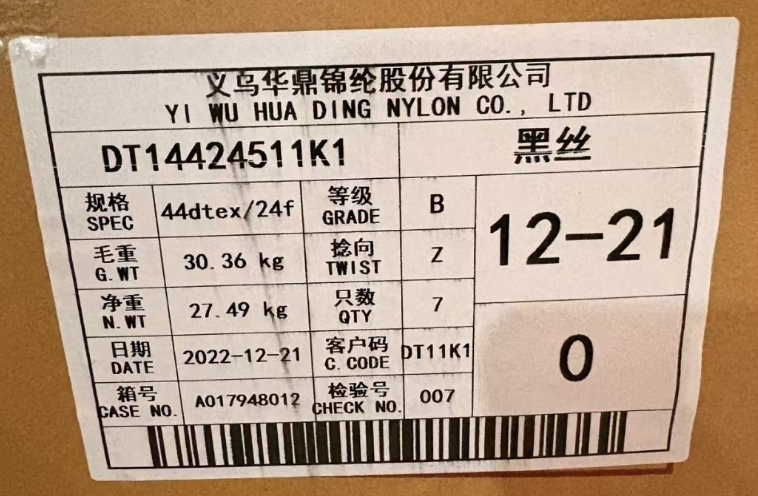 义乌华鼎锦纶股份有限公司
YI WU HUA DING NYLON CO., LTD
DT14424511K1 黑丝
规格 SPEC 44dtex/24f 等级 GRADE B
12-21
毛重 G.WT 30.36 kg 捻向 TWIST Z
净重 N.WT 27.49 kg 只数 QTY 7
0
日期 DATE 2022-12-21 客户码 C.CODE DT11K1
箱号 CASE NO. A017948012 检验号 CHECK NO. 007